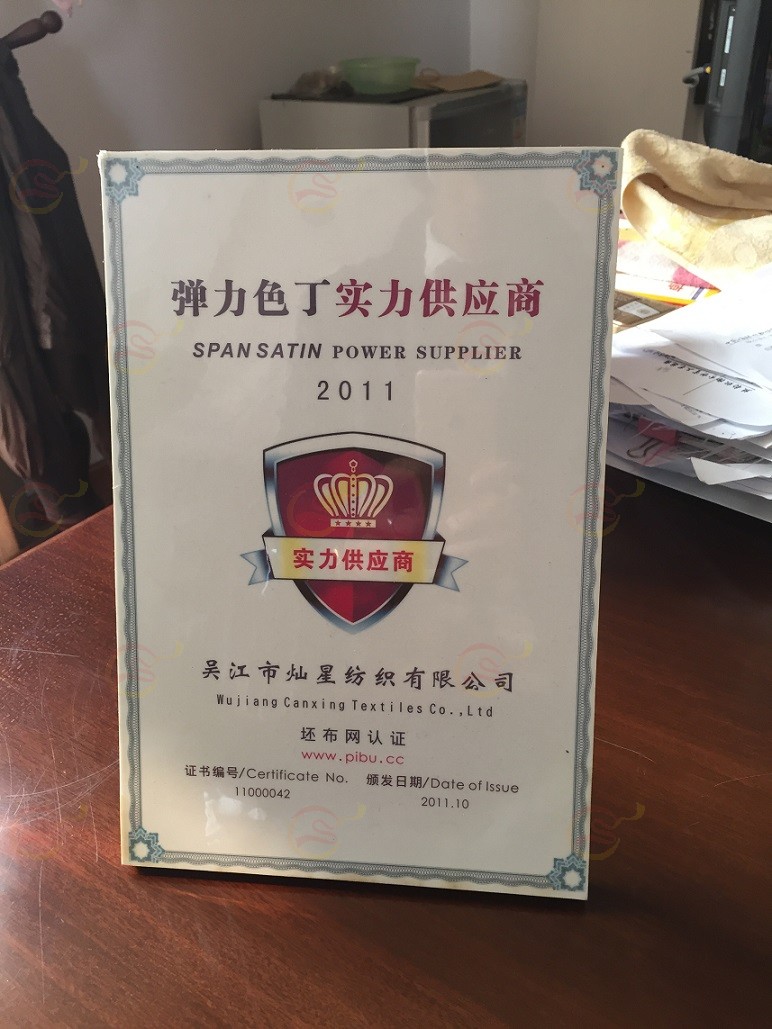 弹力色丁实力供应商
SPAN SATIN POWER SUPPLIER
2011
实力供应商
吴江市灿星纺织有限公司
Wujiang Canxing Textiles Co.,Ltd
坯布网认证
www.pibu.cc
证书编号/Certificate No. 颁发日期/Date of Issue
11000042 2011.10